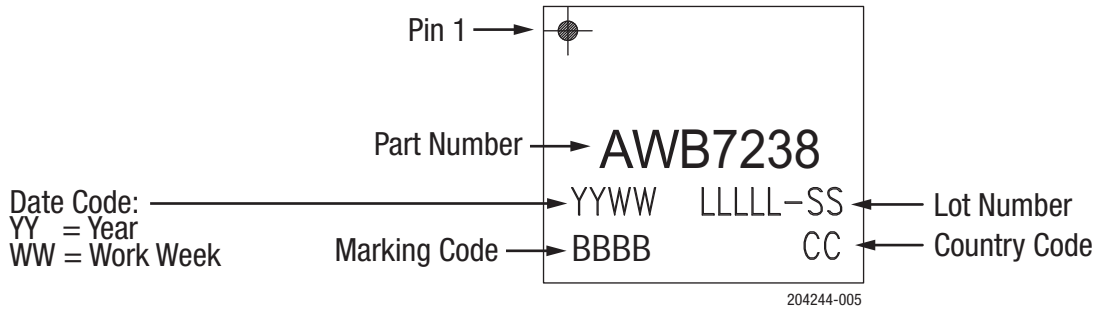 Pin 1
Part Number
AWB7238
Date Code:
YY = Year
WW = Work Week
YYWW LLLLL-SS
Lot Number
Marking Code
BBBB CC
Country Code
204244-005